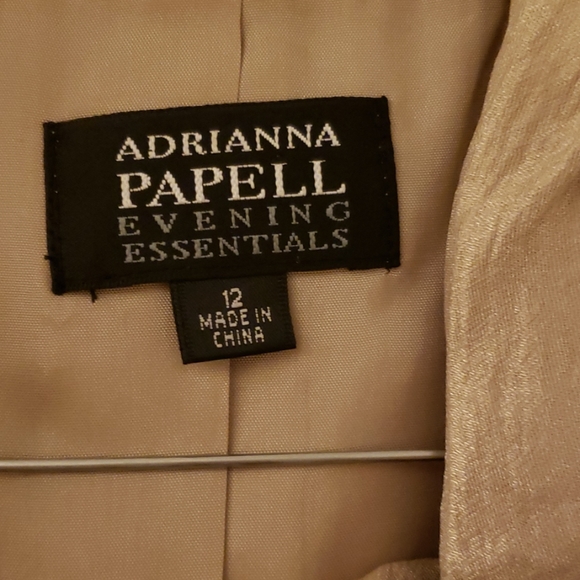 ADRIANNA
PAPELL
EVENING
ESSENTIALS
12
MADE IN
CHINA